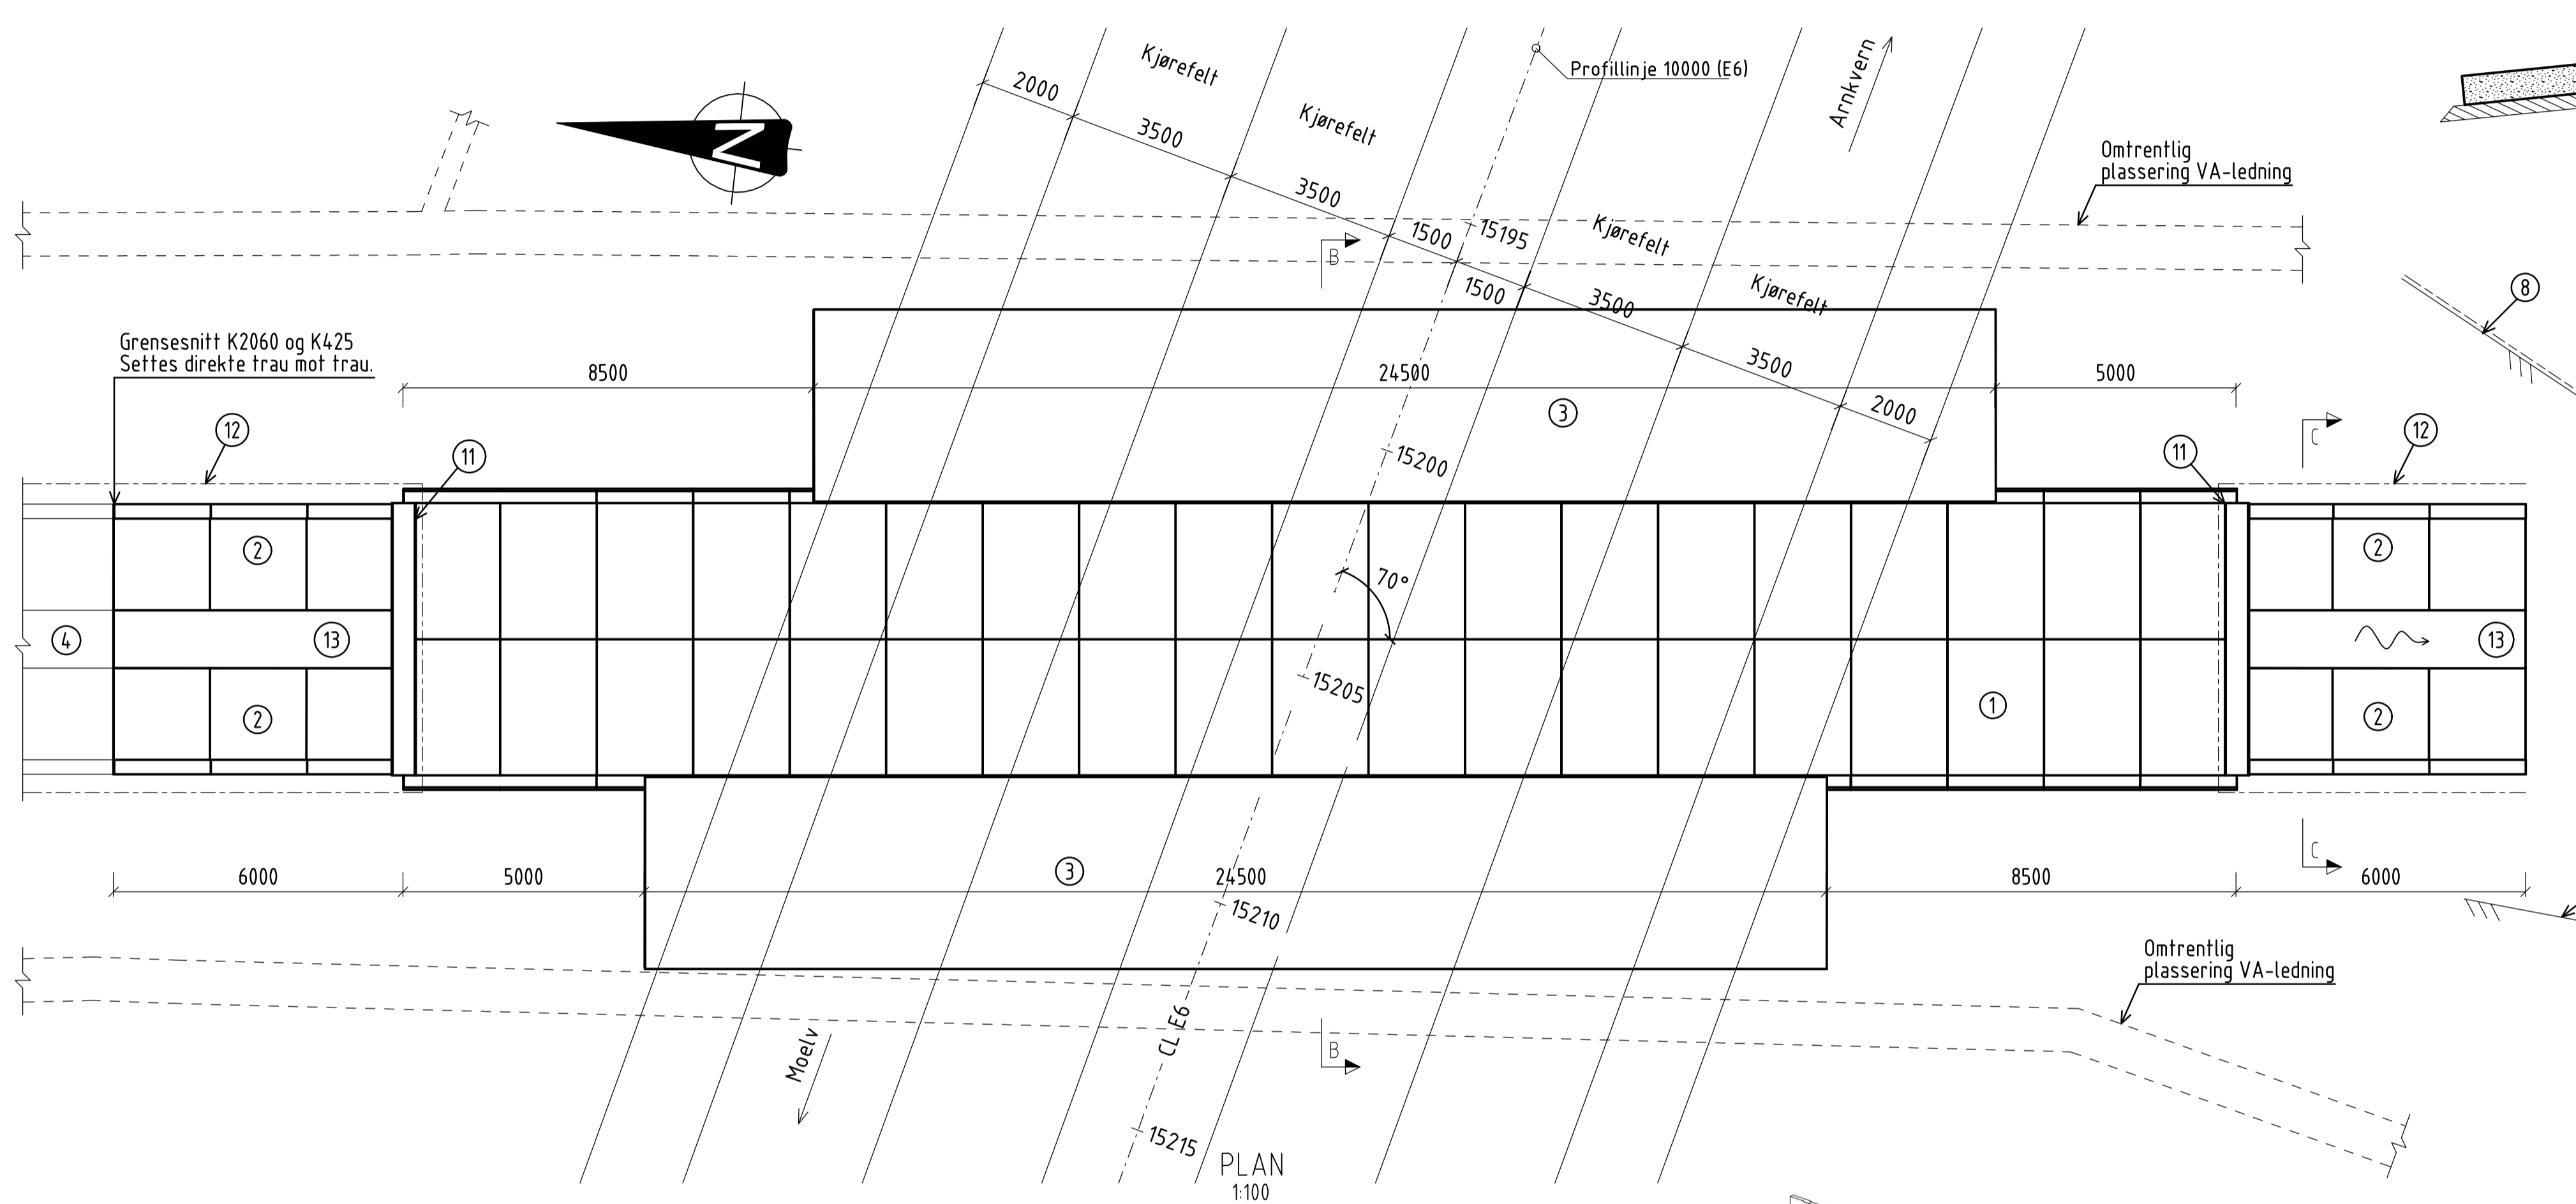 Kjørefelt
Profillinje 10000 (E6)
Arnkvern
2000
Kjørefelt
3500
Omtrentlig
plassering VA-ledning
N
3500
Kjørefelt
1500
15195
B
1500
Kjørefelt
3500
8
Grensesnitt K2060 og K425
Settes direkte trau mot trau.
8500
24500
3500
5000
3
2000
12
11
15200
11
C
12
2
2
70°
4
13
13
15205
1
2
2
3
C
6000
5000
24500
8500
6000
15210
Omtrentlig
plassering VA-ledning
CL E6
Moelv
B
15215
PLAN
1:100